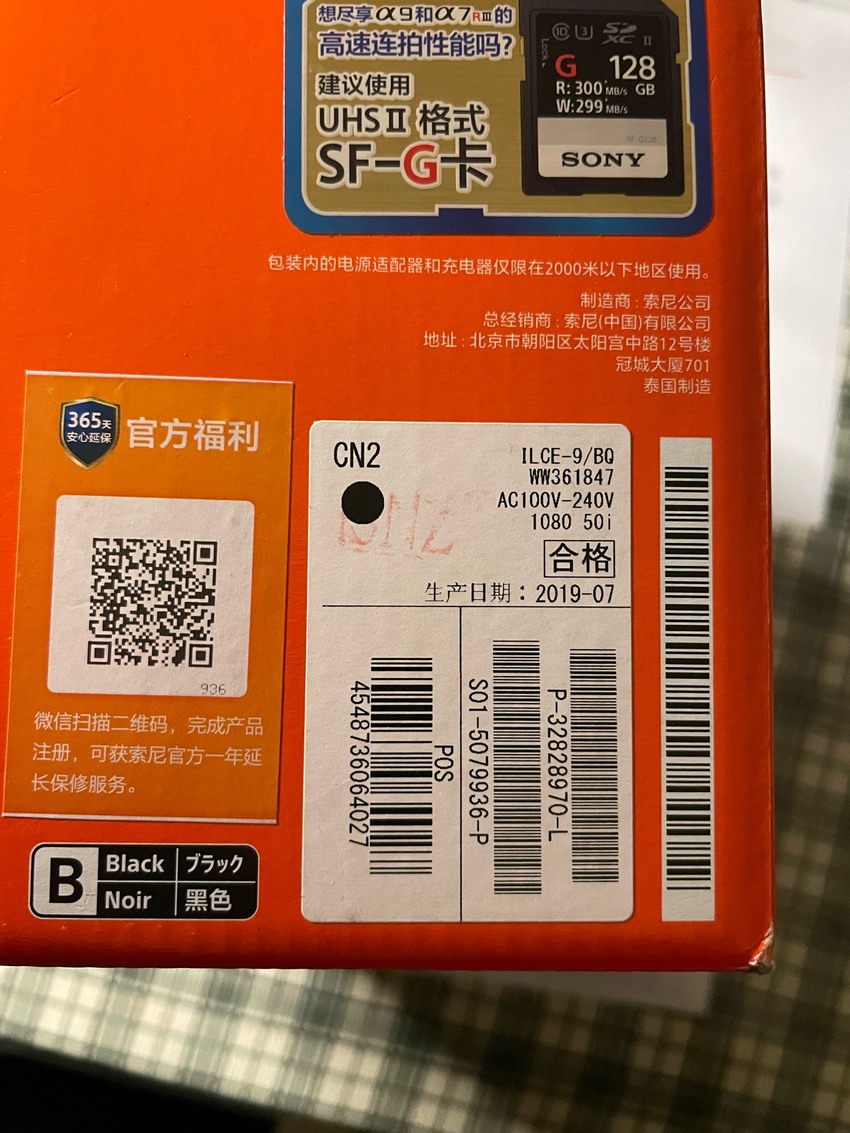 想尽享α9和α7RIII的
高速连拍性能吗?
建议使用
UHSⅡ 格式
SF-G卡
Lock
10 U3 SDXC II
G 128
R: 300 MB/s GB
W: 299 MB/s
SF-G128
SONY
包装内的电源适配器和充电器仅限在2000米以下地区使用。
制造商:索尼公司
总经销商:索尼(中国)有限公司
地址:北京市朝阳区太阳宫中路12号楼
冠城大厦701
泰国制造
365天
安心延保
官方福利
936
微信扫描二维码,完成产品
注册,可获索尼官方一年延
长保修服务。
B
Black ブラック
Noir 黑色
CN2
ILCE-9/BQ
WW361847
AC100V-240V
1080 50i
合格
生产日期:2019-07
4548736064027
POS
S01-5079936-P
P-32828970-L